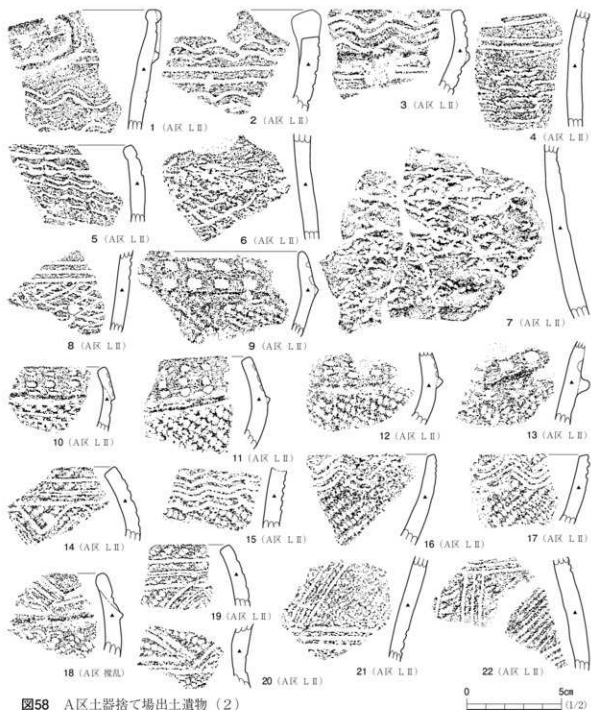 1 (A区 LⅡ)
2 (A区 LⅡ)
3 (A区 LⅡ)
4 (A区 LⅡ)
5 (A区 LⅡ)
6 (A区 LⅡ)
7 (A区 LⅡ)
8 (A区 LⅡ)
9 (A区 LⅡ)
10 (A区 LⅡ)
11 (A区 LⅡ)
12 (A区 LⅡ)
13 (A区 LⅡ)
14 (A区 LⅡ)
15 (A区 LⅡ)
16 (A区 LⅡ)
17 (A区 LⅡ)
18 (A区 撹乱)
19 (A区 LⅡ)
20 (A区 LⅡ)
21 (A区 LⅡ)
22 (A区 LⅡ)
図58 A区土器捨て場出土遺物(2)
0 5cm
(1/2)